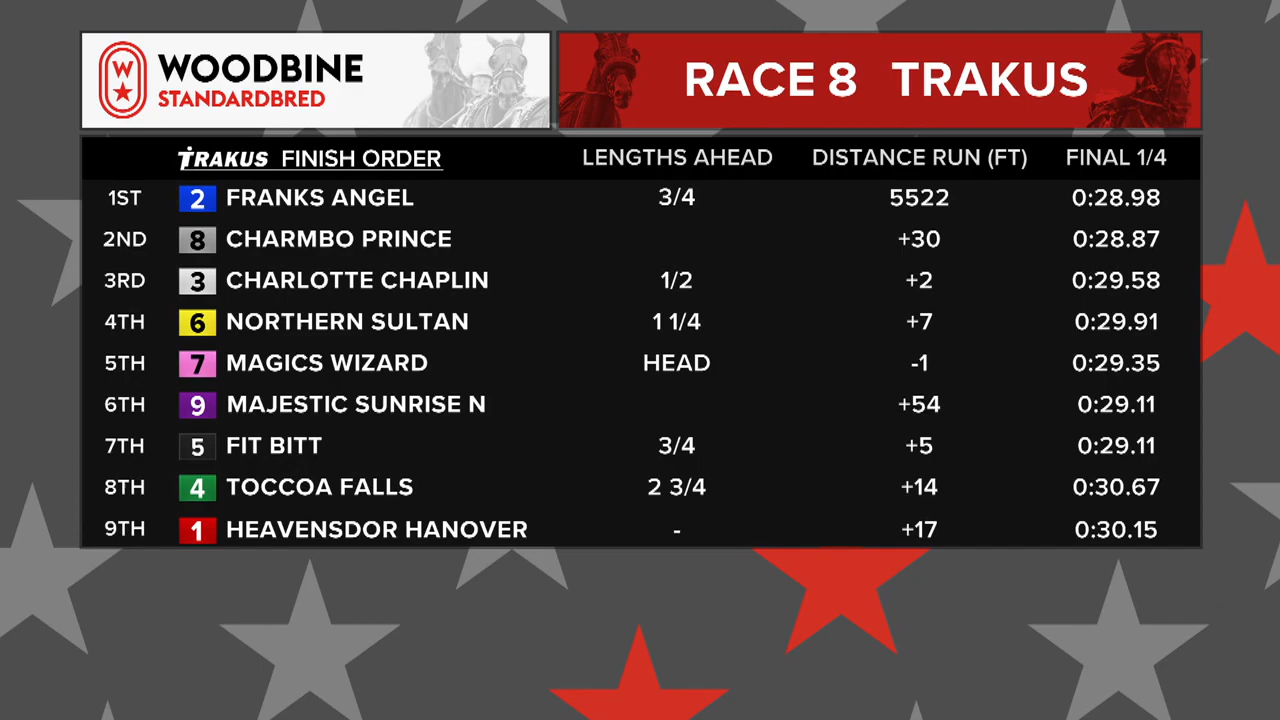 W
WOODBINE
STANDARDBRED
RACE 8 TRAKUS
TRAKUS FINISH ORDER LENGTHS AHEAD DISTANCE RUN (FT) FINAL 1/4
1ST 2 FRANKS ANGEL 3/4 5522 0:28.98
2ND 8 CHARMBO PRINCE +30 0:28.87
3RD 3 CHARLOTTE CHAPLIN 1/2 +2 0:29.58
4TH 6 NORTHERN SULTAN 1 1/4 +7 0:29.91
5TH 7 MAGICS WIZARD HEAD -1 0:29.35
6TH 9 MAJESTIC SUNRISE N +54 0:29.11
7TH 5 FIT BITT 3/4 +5 0:29.11
8TH 4 TOCCOA FALLS 2 3/4 +14 0:30.67
9TH 1 HEAVENSDOR HANOVER - +17 0:30.15